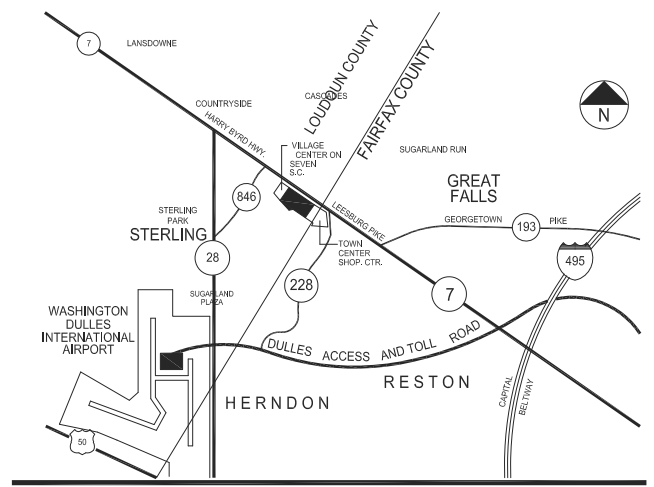 7
LANSDOWNE
LOUDOUN COUNTY
FAIRFAX COUNTY
COUNTRYSIDE
CASCADES
HARRY BYRD HWY.
N
VILLAGE
CENTER ON
SEVEN
S.C.
SUGARLAND RUN
GREAT
FALLS
846
STERLING
PARK
STERLING
LEESBURG PIKE
GEORGETOWN
193
PIKE
TOWN
CENTER
SHOP. CTR.
28
495
228
7
SUGARLAND
PLAZA
WASHINGTON
DULLES
INTERNATIONAL
AIRPORT
DULLES ACCESS AND TOLL ROAD
RESTON
HERNDON
CAPITAL
BELTWAY
50